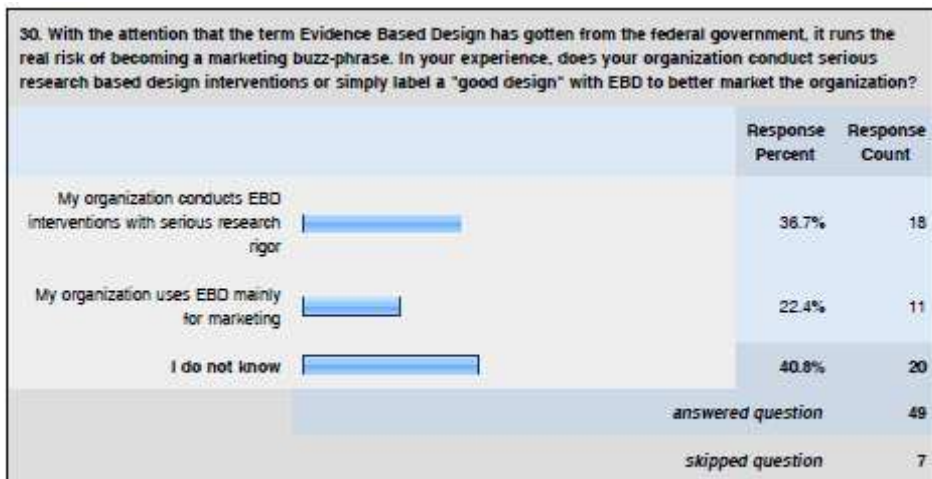 30. With the attention that the term Evidence Based Design has gotten from the federal government, it runs the
real risk of becoming a marketing buzz-phrase. In your experience, does your organization conduct serious
research based design interventions or simply label a "good design" with EBD to better market the organization?
Response Percent
Response Count
My organization conducts EBD
interventions with serious research
rigor
36.7%
18
My organization uses EBD mainly
for marketing
22.4%
11
I do not know
40.8%
20
answered question
49
skipped question
7